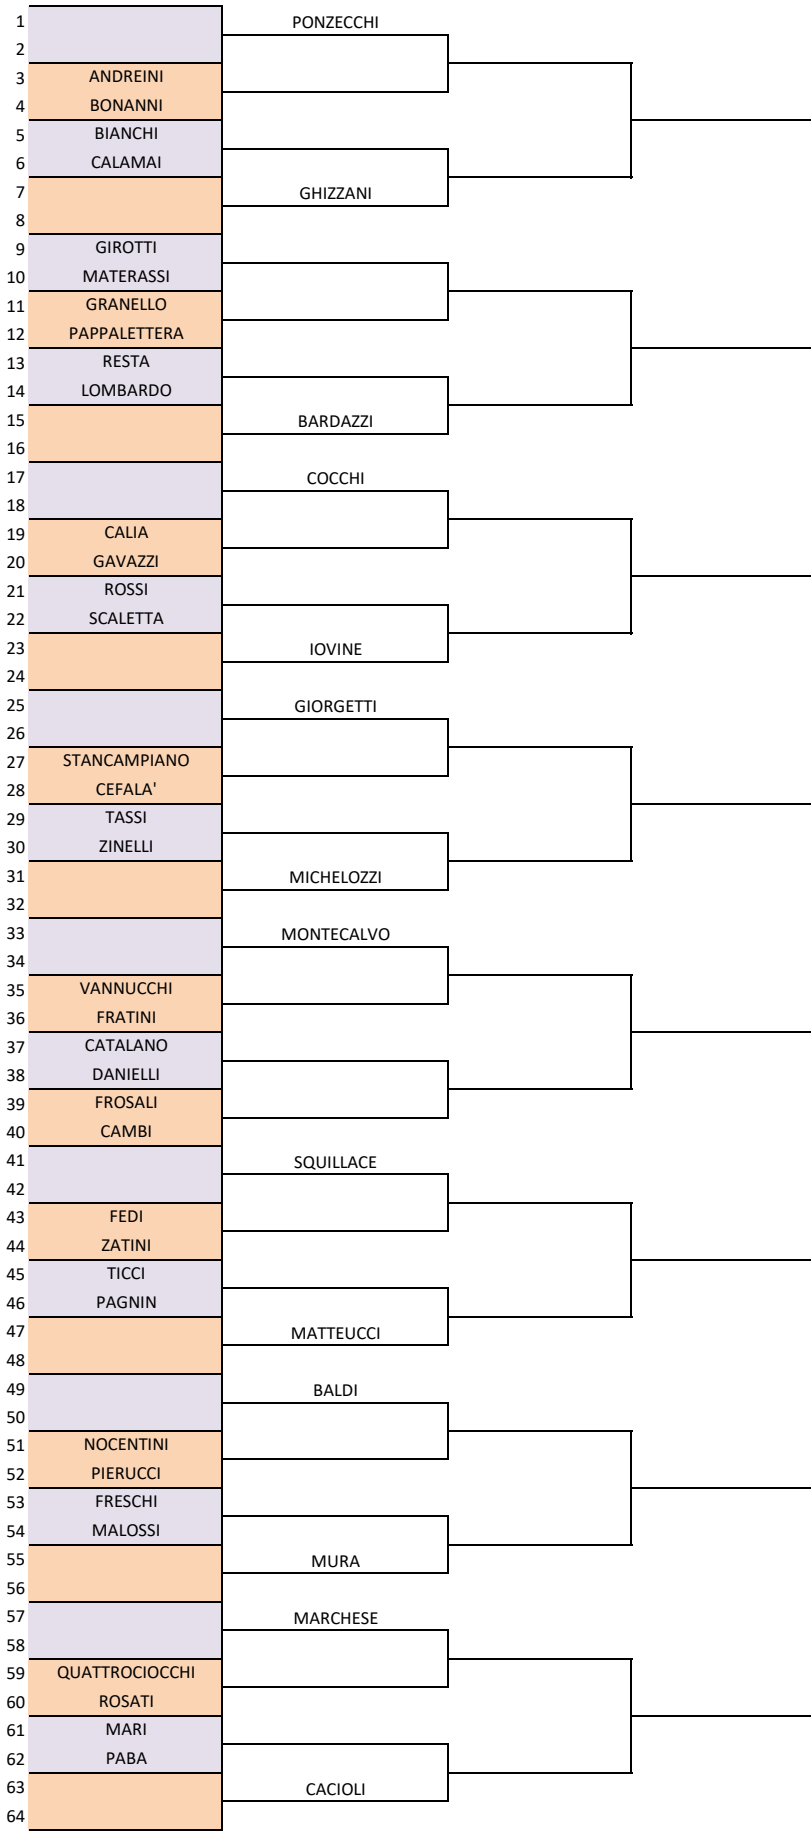 1 PONZECCHI
2
3 ANDREINI
4 BONANNI
5 BIANCHI
6 CALAMAI
7 GHIZZANI
8
9 GIROTTI
10 MATERASSI
11 GRANELLO
12 PAPPALETTERA
13 RESTA
14 LOMBARDO
15 BARDAZZI
16
17 COCCHI
18
19 CALIA
20 GAVAZZI
21 ROSSI
22 SCALETTA
23 IOVINE
24
25 GIORGETTI
26
27 STANCAMPIANO
28 CEFALA'
29 TASSI
30 ZINELLI
31 MICHELOZZI
32
33 MONTECALVO
34
35 VANNUCCHI
36 FRATINI
37 CATALANO
38 DANIELLI
39 FROSALI
40 CAMBI
41 SQUILLACE
42
43 FEDI
44 ZATINI
45 TICCI
46 PAGNIN
47 MATTEUCCI
48
49 BALDI
50
51 NOCENTINI
52 PIERUCCI
53 FRESCHI
54 MALOSSI
55 MURA
56
57 MARCHESE
58
59 QUATTROCIOCCHI
60 ROSATI
61 MARI
62 PABA
63 CACIOLI
64